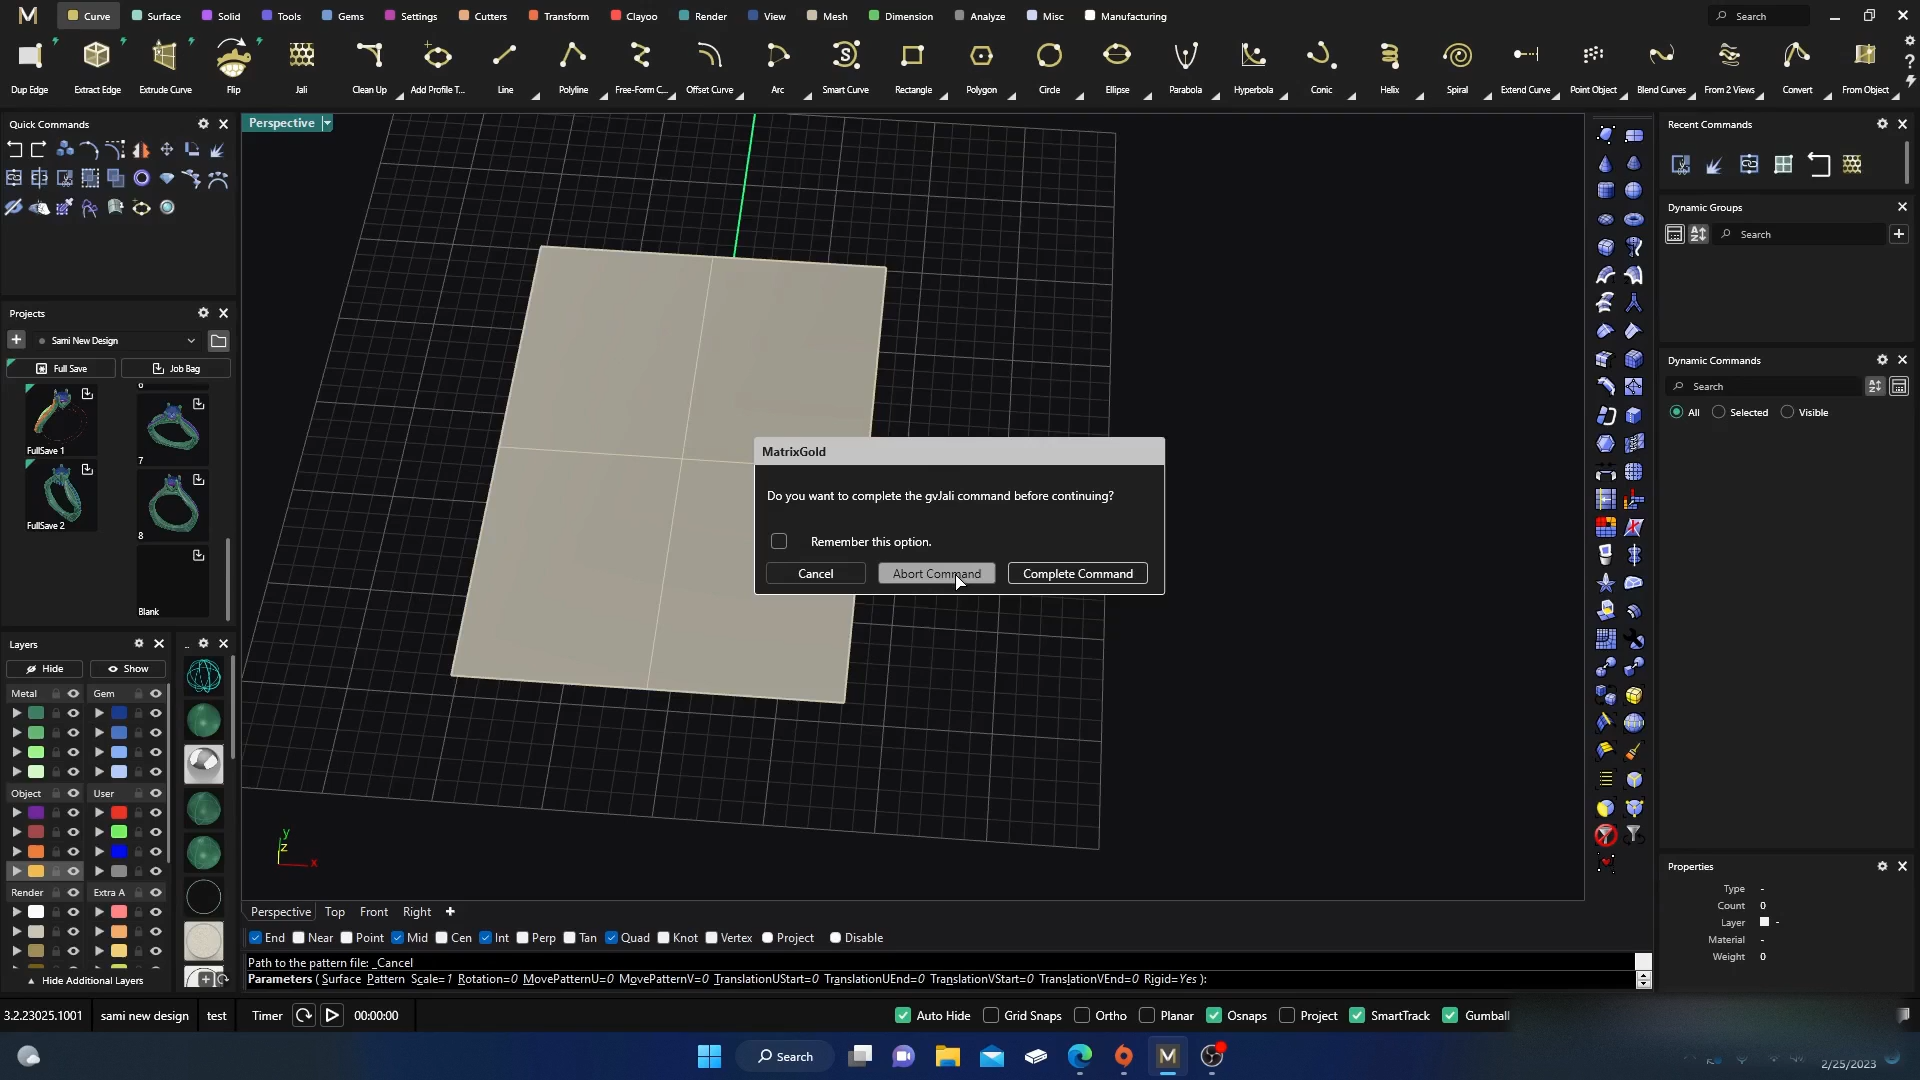 Curve Surface Solid Tools Gems Settings Cutters Transform Clayoo Render View Mesh Dimension Analyze Misc Manufacturing Search
Dup Edge Extract Edge Extrude Curve Flip Jali Clean Up Add Profile T... Line Polyline Free-Form C... Offset Curve Arc Smart Curve Rectangle Polygon Circle Ellipse Parabola Hyperbola Conic Helix Spiral Extend Curve Point Object Blend Curves From 2 Views Convert From Object
Quick Commands
Perspective
Recent Commands
Dynamic Groups
Search
Projects
Sami New Design
Full Save Job Bag
6
FullSave 1
7
FullSave 2
8
Blank
Dynamic Commands
Search
All Selected Visible
MatrixGold
Do you want to complete the gvJali command before continuing?
Remember this option.
Cancel Abort Command Complete Command
Layers
Hide Show
Metal Gem
Object User
Render Extra A
Hide Additional Layers
y
z
x
Properties
Type -
Count 0
Layer -
Material -
Weight 0
Perspective Top Front Right
End Near Point Mid Cen Int Perp Tan Quad Knot Vertex Project Disable
Path to the pattern file: _Cancel
Parameters ( Surface Pattern Scale=1 Rotation=0 MovePatternU=0 MovePatternV=0 TranslationUStart=0 TranslationUEnd=0 TranslationVStart=0 TranslationVEnd=0 Rigid=Yes ):
3.2.23025.1001 sami new design test Timer 00:00:00 Auto Hide Grid Snaps Ortho Planar Osnaps Project SmartTrack Gumball
Search
2/25/2023